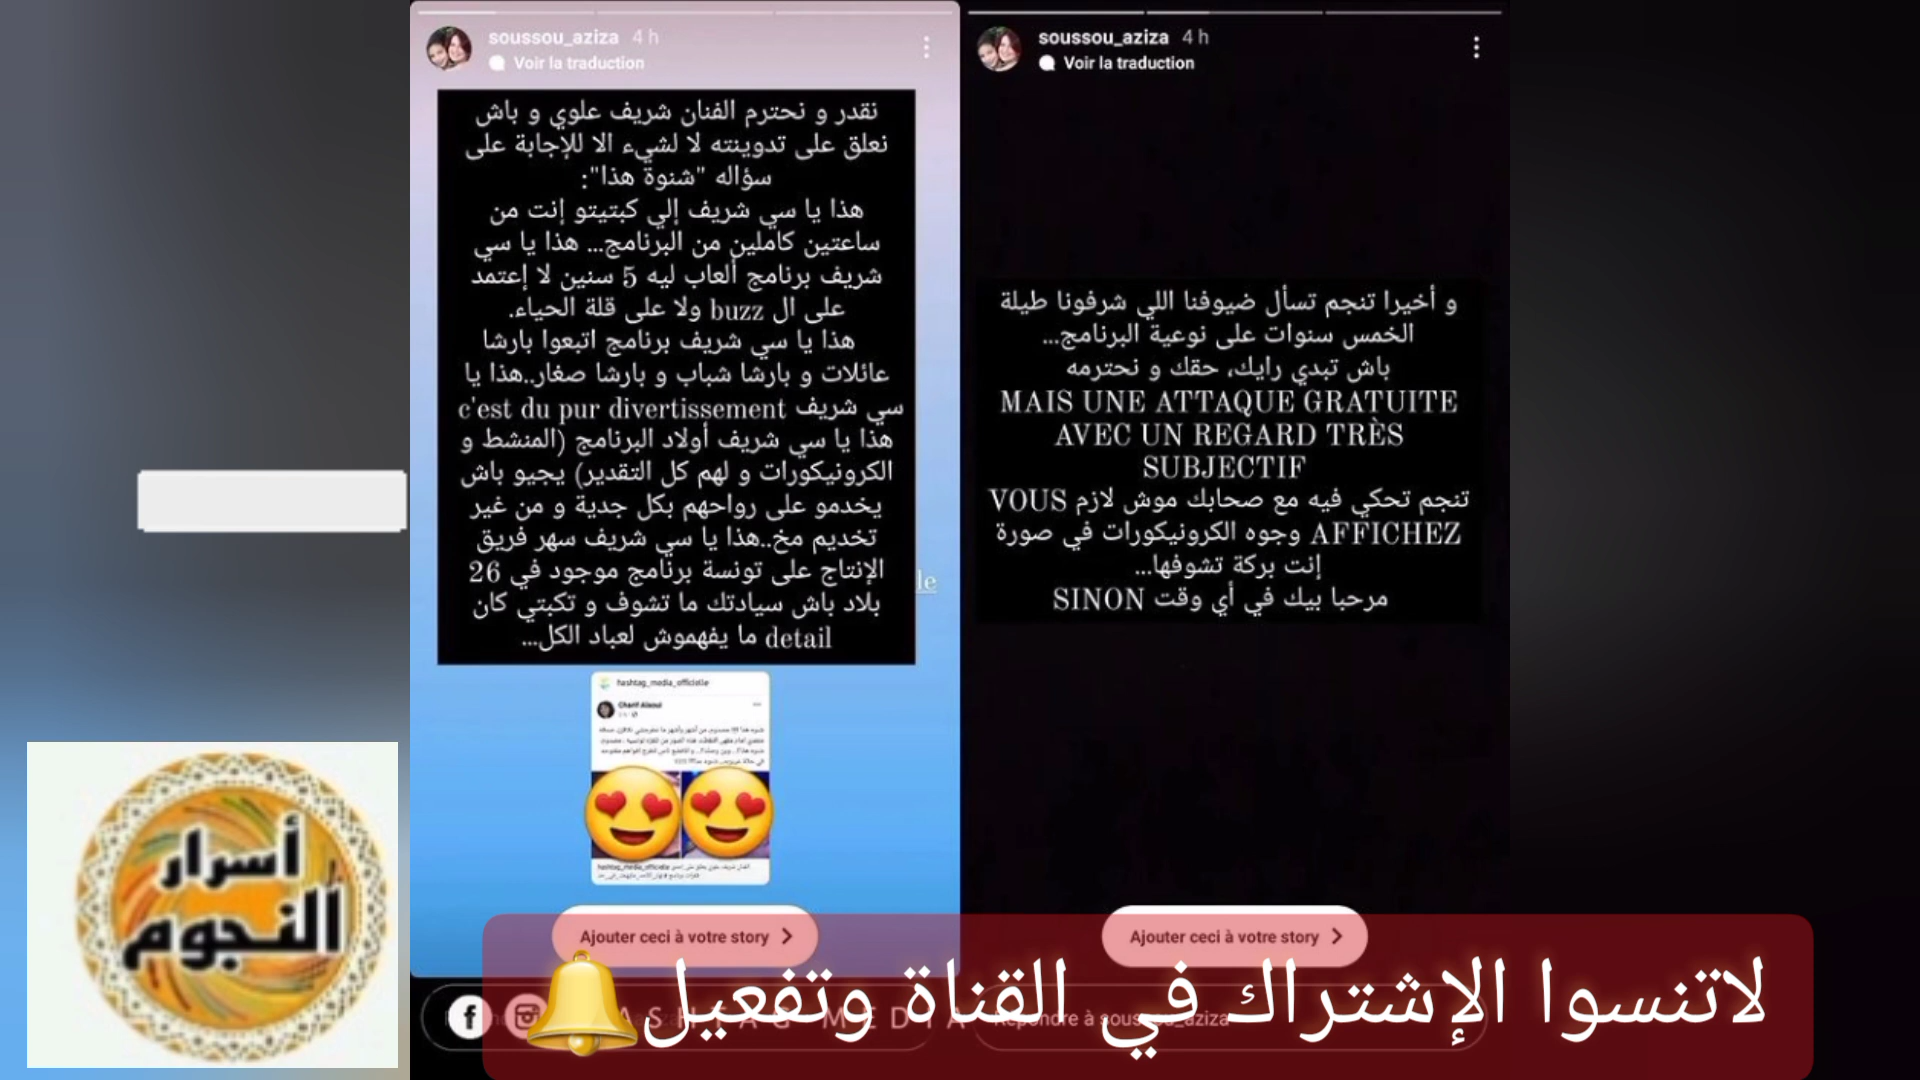 soussou_aziza 4 h
Voir la traduction
نقدر و نحترم الفنان شريف علوي و باش
نعلق على تدوينته لا لشيء الا للإجابة على
سؤاله "شنوة هذا":
هذا يا سي شريف إلي كبتيتو إنت من
ساعتين كاملين من البرنامج... هذا يا سي
شريف برنامج ألعاب ليه 5 سنين لا إعتمد
على ال buzz ولا على قلة الحياء.
هذا يا سي شريف برنامج اتبعوا بارشا
عائلات و بارشا شباب و بارشا صغار..هذا يا
سي شريف c'est du pur divertissement
هذا يا سي شريف أولاد البرنامج (المنشط و
الكرونيكورات و لهم كل التقدير) يجيو باش
يخدمو على رواحهم بكل جدية و من غير
تخديم مخ..هذا يا سي شريف سهر فريق
الإنتاج على تونسة برنامج موجود في 26
بلاد باش سيادتك ما تشوف و تكبتي كان
detail ما يفهموش لعباد الكل...
le
hashtag_media_officielle
Charif Alaoui
hashtag_media_officielle
Ajouter ceci à votre story
soussou_aziza 4 h
Voir la traduction
و أخيرا تنجم تسأل ضيوفنا اللي شرفونا طيلة
الخمس سنوات على نوعية البرنامج...
باش تبدي رايك، حقك و نحترمه
MAIS UNE ATTAQUE GRATUITE
AVEC UN REGARD TRÈS
SUBJECTIF
تنجم تحكي فيه مع صحابك موش لازم VOUS
AFFICHEZ وجوه الكرونيكورات في صورة
إنت بركة تشوفها...
مرحبا بيك في أي وقت SINON
Ajouter ceci à votre story
Répondre à soussou_aziza
أسرار
النجوم
لاتنسوا الإشتراك في القناة وتفعيل